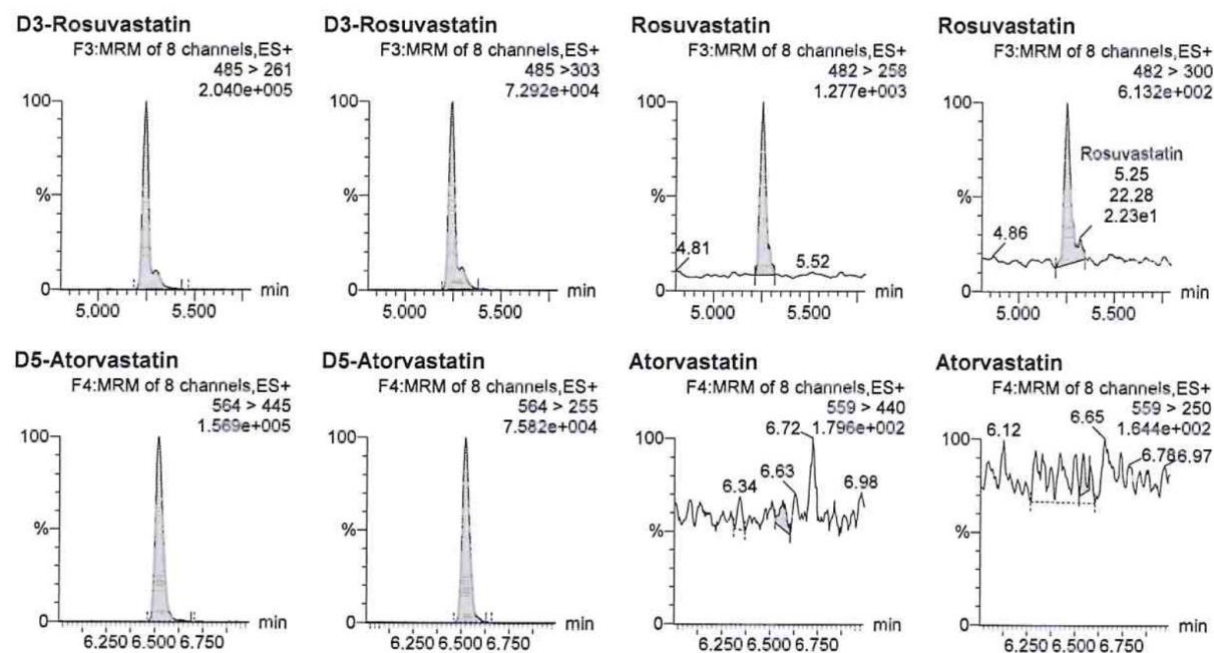 D3-Rosuvastatin
F3:MRM of 8 channels,ES+
485 > 261
2.040e+005
100
%
0
5.000 5.500
min
D3-Rosuvastatin
F3:MRM of 8 channels,ES+
485 >303
7.292e+004
100
%
0
5.000 5.500
min
Rosuvastatin
F3:MRM of 8 channels,ES+
482 > 258
1.277e+003
100
%
4.81
5.52
0
5.000 5.500
min
Rosuvastatin
F3:MRM of 8 channels,ES+
482 > 300
6.132e+002
100
Rosuvastatin
5.25
22.28
2.23e1
%
4.86
0
5.000 5.500
min
D5-Atorvastatin
F4:MRM of 8 channels,ES+
564 > 445
1.569e+005
100
%
0
6.250 6.500 6.750
min
D5-Atorvastatin
F4:MRM of 8 channels,ES+
564 > 255
7.582e+004
100
%
0
6.250 6.500 6.750
min
Atorvastatin
F4:MRM of 8 channels,ES+
559 > 440
6.72 1.796e+002
100
6.63
6.34
6.98
%
0
6.250 6.500 6.750
min
Atorvastatin
F4:MRM of 8 channels,ES+
559 > 250
1.644e+002
100
6.12
6.65
6.78 6.97
%
0
6.250 6.500 6.750
min